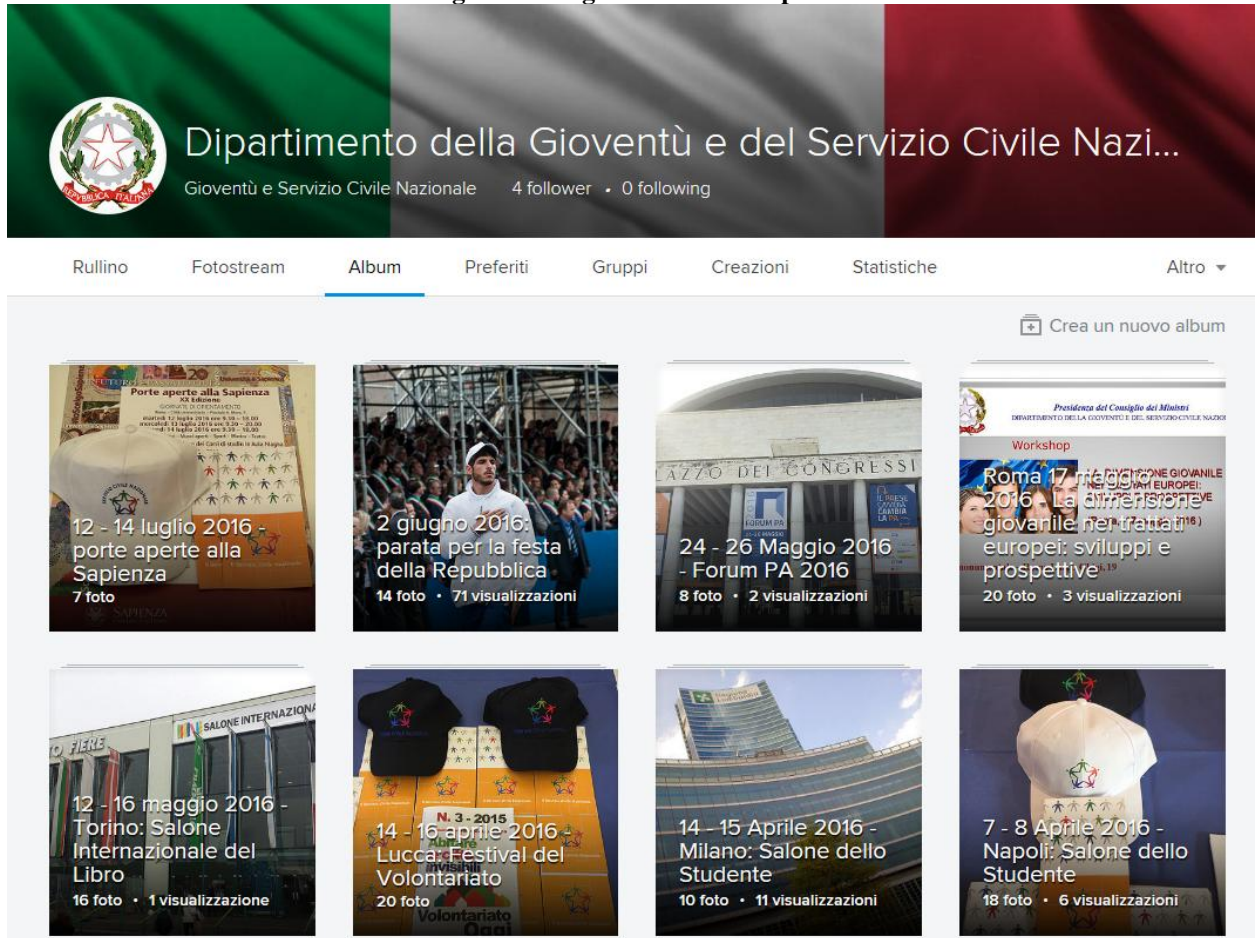 Dipartimento della Gioventù e del Servizio Civile Nazi...
Gioventù e Servizio Civile Nazionale 4 follower • 0 following
REPVBBLICA ITALIANA
Rullino Fotostream Album Preferiti Gruppi Creazioni Statistiche Altro
Crea un nuovo album
Porte aperte alla Sapienza
XX Edizione
12 - 14 luglio 2016 -
porte aperte alla
Sapienza
7 foto
SAPIENZA
2 giugno 2016:
parata per la festa
della Repubblica
14 foto • 71 visualizzazioni
AZZO DEI CONGRESSI
FORUM PA
24 - 26 Maggio 2016
- Forum PA 2016
8 foto • 2 visualizzazioni
Presidenza del Consiglio dei Ministri
DIPARTIMENTO DELLA GIOVENTÙ E DEL SERVIZIO CIVILE NAZION
Workshop
Roma 17 maggio
2016 - La dimensione
giovanile nei trattati
europei: sviluppi e
prospettive
20 foto • 3 visualizzazioni
FIERE
SALONE INTERNAZIONA
12 - 16 maggio 2016 -
Torino: Salone
Internazionale del
Libro
16 foto • 1 visualizzazione
N. 3 - 2015
14 - 16 aprile 2016 -
Lucca: Festival del
Volontariato
20 foto
Volontariato
Oggi
14 - 15 Aprile 2016 -
Milano: Salone dello
Studente
10 foto • 11 visualizzazioni
7 - 8 Aprile 2016 -
Napoli: Salone dello
Studente
18 foto • 6 visualizzazioni